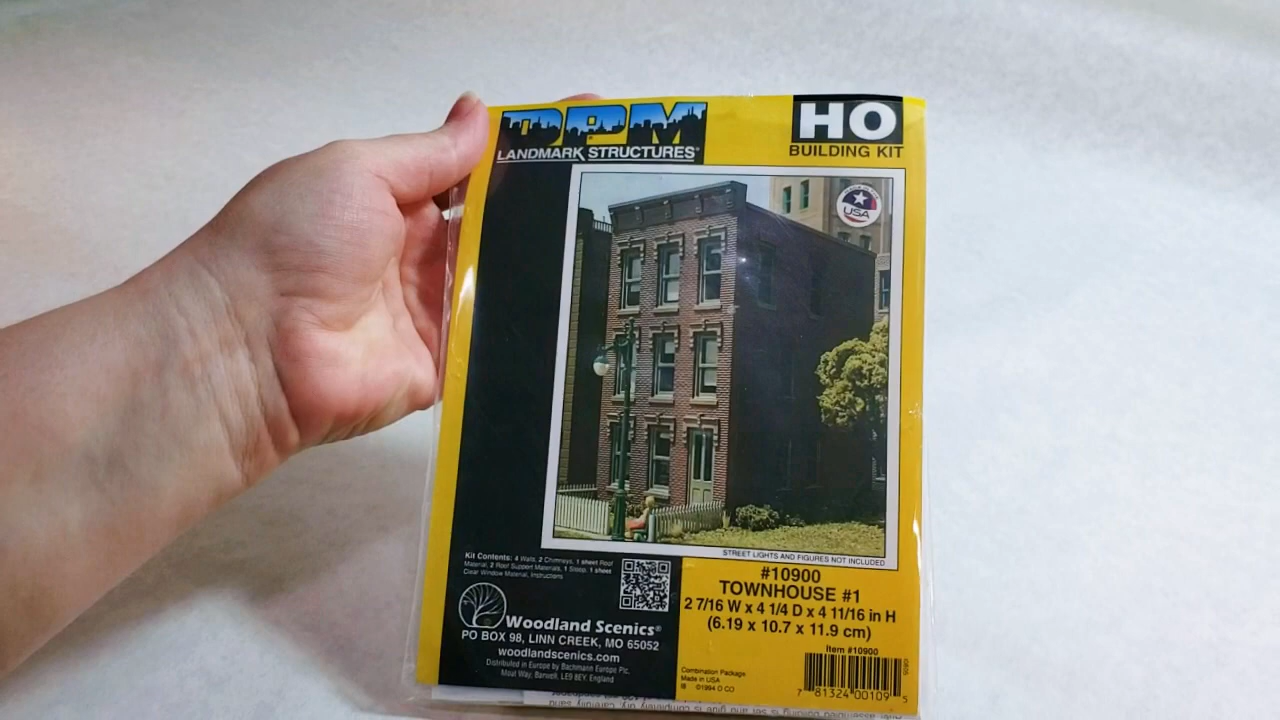 DPM
LANDMARK STRUCTURES®
HO
BUILDING KIT
USA
STREET LIGHTS AND FIGURES NOT INCLUDED
Kit Contents: 4 Walls, 2 Chimneys, 1 sheet Roof
Material, 2 Roof Support Materials, 1 Stoop, 1 sheet
Clear Window Material, Instructions
Woodland Scenics®
PO BOX 98, LINN CREEK, MO 65052
woodlandscenics.com
Distributed in Europe by Bachmann Europe Plc.
Moat Way, Barwell, LE9 8EY. England
#10900
TOWNHOUSE #1
2 7/16 W x 4 1/4 D x 4 11/16 in H
(6.19 x 10.7 x 11.9 cm)
Item #10900
Combination Package
Made in USA
©1994 O CO
7 81324 00109 5